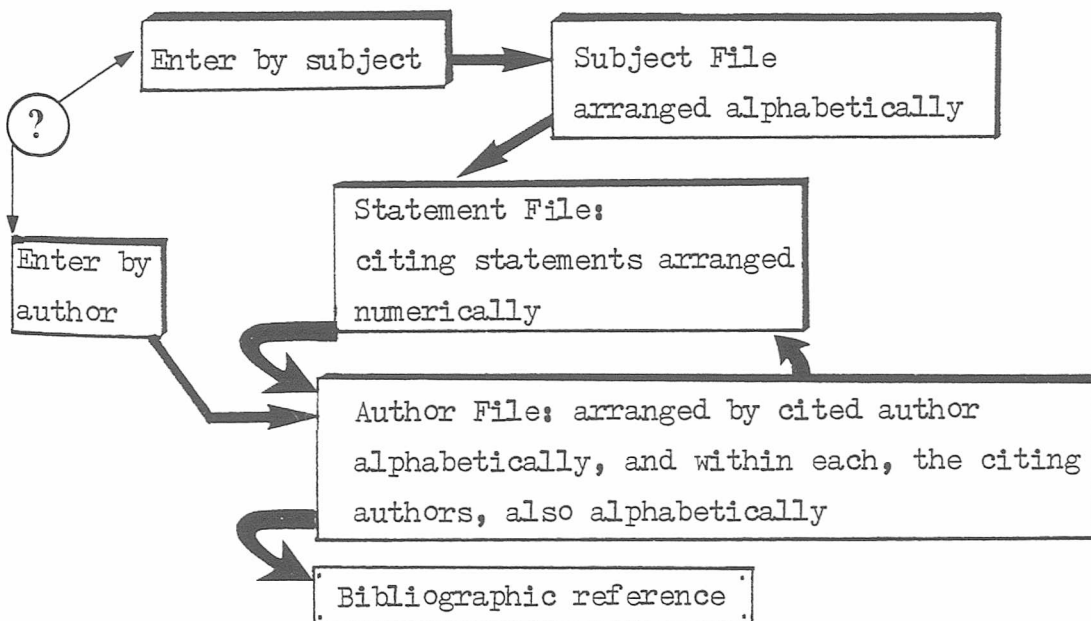 Enter by subject
Subject File
arranged alphabetically
?
Statement File:
citing statements arranged
numerically
Enter by
author
Author File: arranged by cited author
alphabetically, and within each, the citing
authors, also alphabetically
Bibliographic reference